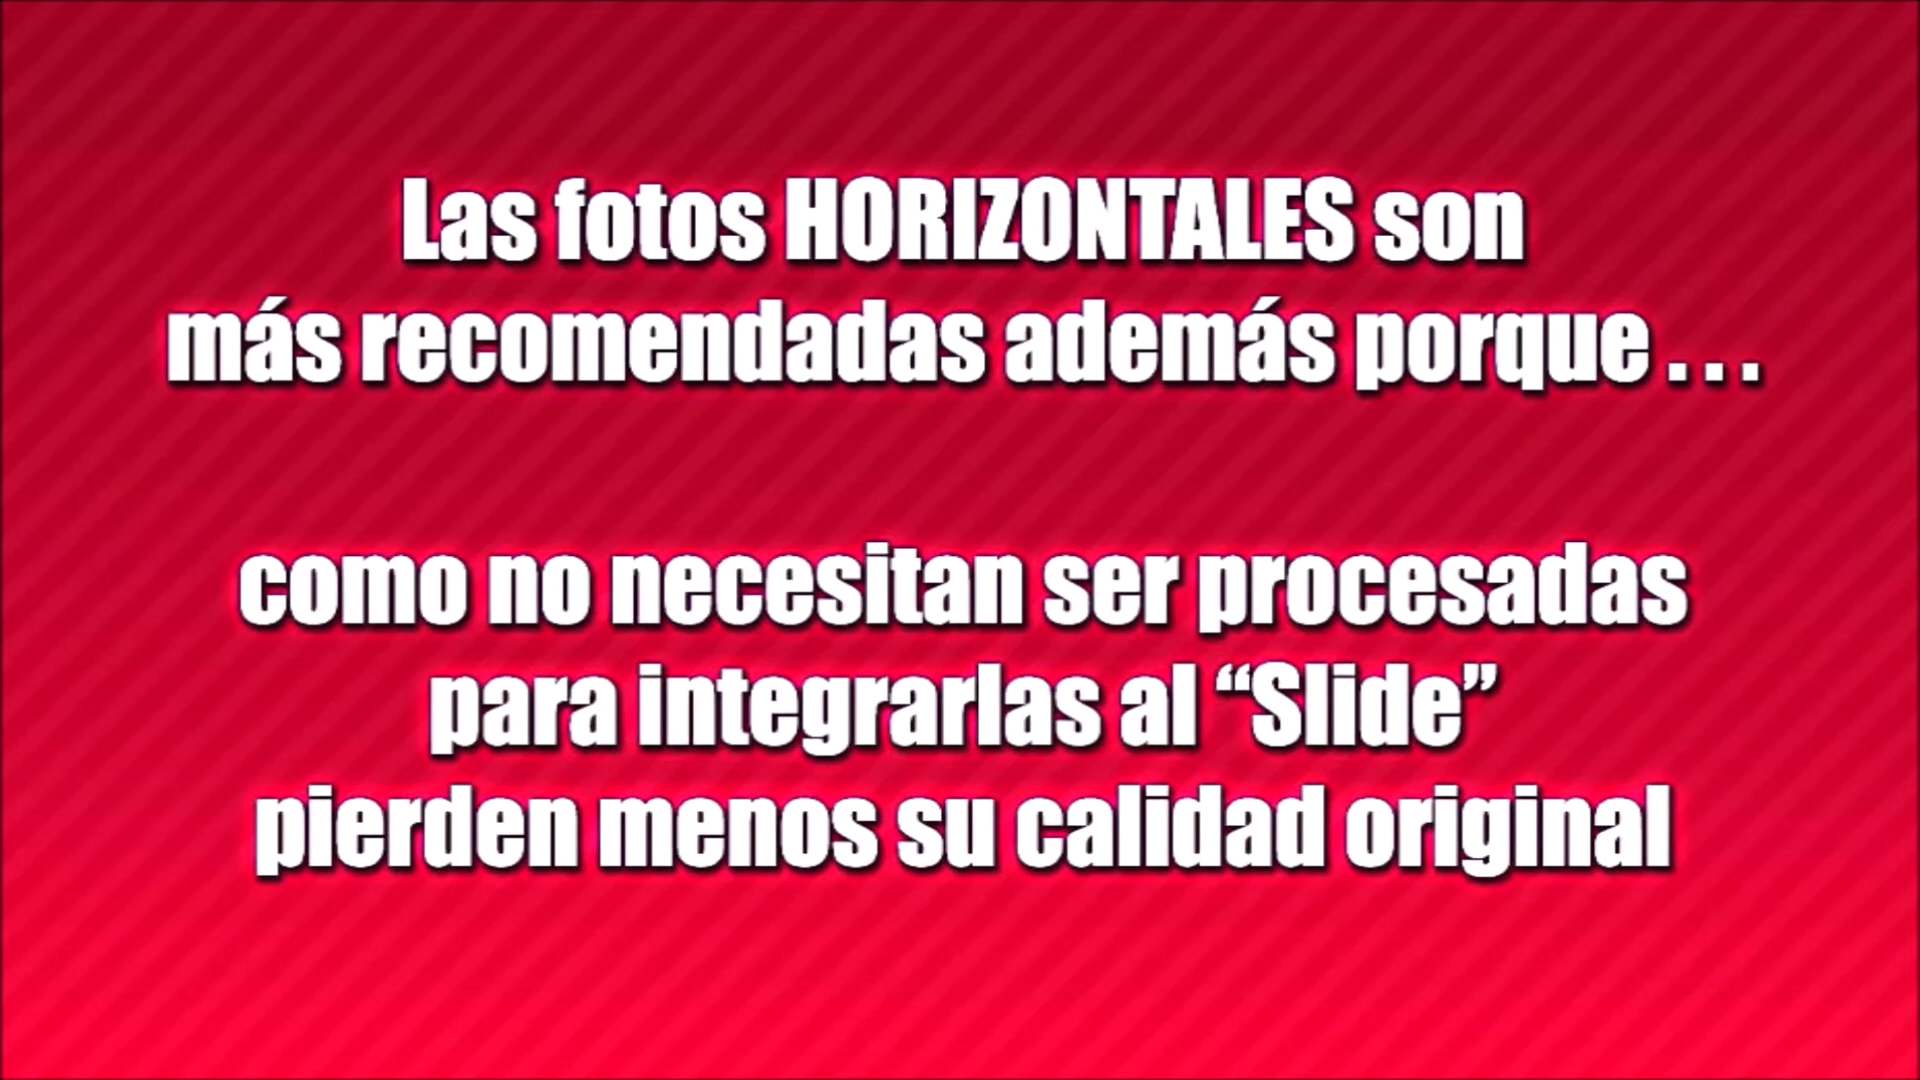 Las fotos HORIZONTALES son
más recomendadas además porque . . .
como no necesitan ser procesadas
para integrarlas al “Slide”
pierden menos su calidad original